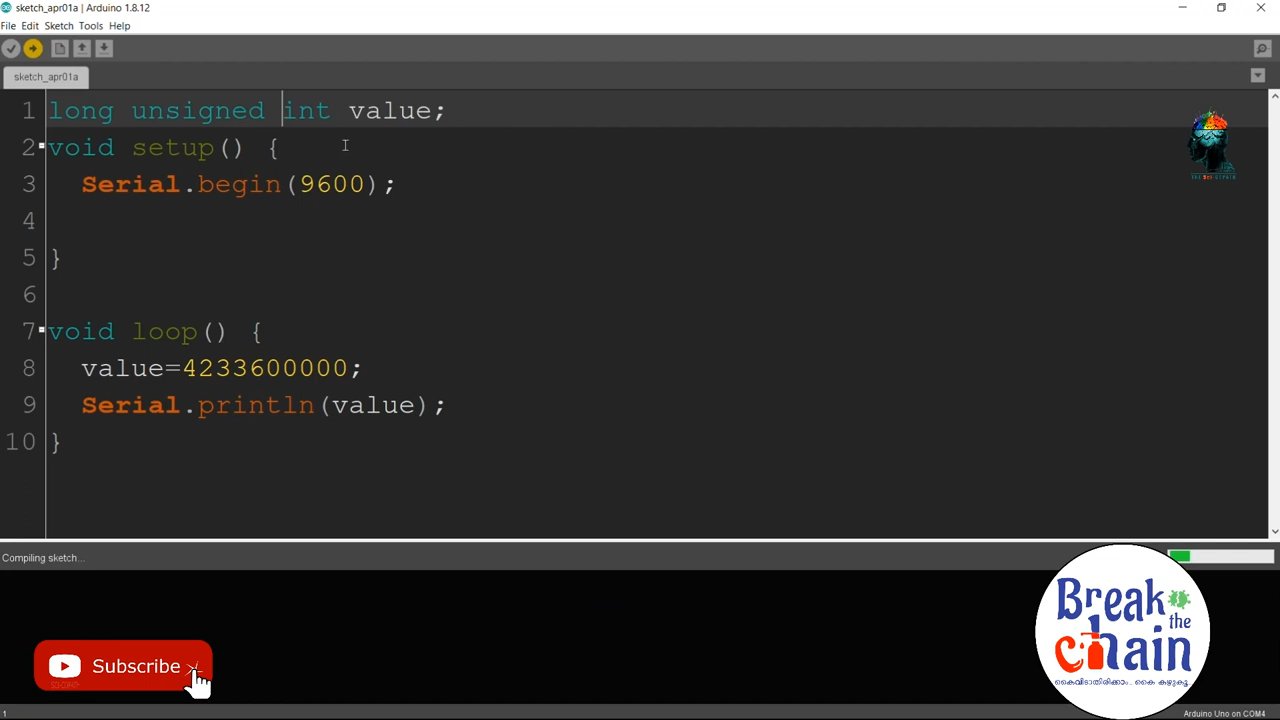 sketch_apr01a | Arduino 1.8.12
File Edit Sketch Tools Help
sketch_apr01a
1 long unsigned int value;
2 void setup() {
3 Serial.begin(9600);
4
5 }
6
7 void loop() {
8 value=4233600000;
9 Serial.println(value);
10 }
Compiling sketch...
Break
the
chain
കൈവിടാതിരിക്കാം.. കൈ കഴുകൂ..
Subscribe
1
Arduino Uno on COM4